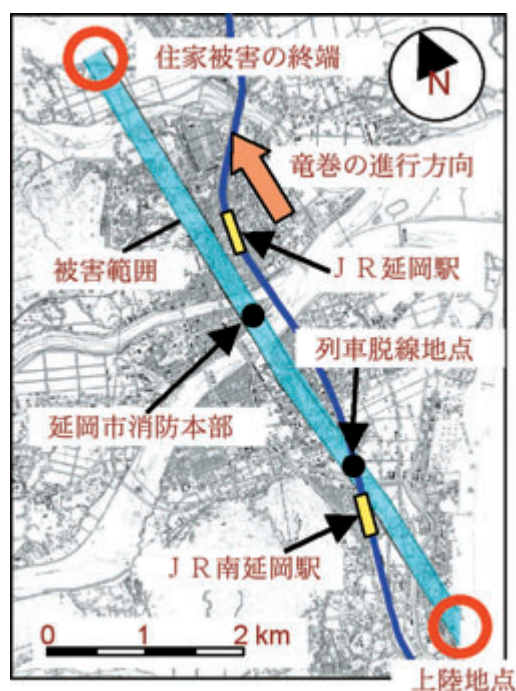 住家被害の終端
N
竜巻の進行方向
被害範囲
ＪＲ延岡駅
列車脱線地点
延岡市消防本部
ＪＲ南延岡駅
0 1 2 km
上陸地点